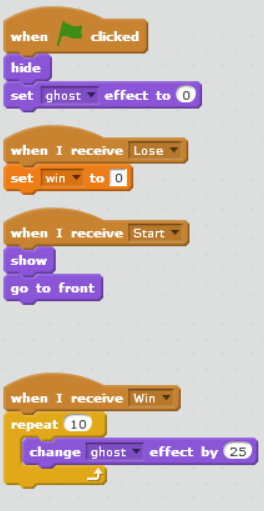 when clicked
hide
set ghost effect to 0
when I receive Lose
set win to 0
when I receive Start
show
go to front
when I receive Win
repeat 10
change ghost effect by 25